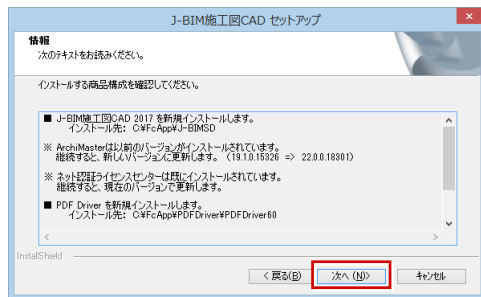 J-BIM施工図CAD セットアップ
情報
次のテキストをお読みください。
インストールする商品構成を確認してください。
■ J-BIM施工図CAD 2017 を新規インストールします。
インストール先: C:¥FcApp¥J-BIMSD
※ ArchiMasterは以前のバージョンがインストールされています。
継続すると、新しいバージョンに更新します。 (19.1.0.15326 => 22.0.0.18301)
※ ネット認証ライセンスセンターは既にインストールされています。
継続すると、現在のバージョンで更新します。
■ PDF Driver を新規インストールします。
インストール先: C:¥FcApp¥PDFDriver¥PDFDriver60
InstallShield
< 戻る(B)
次へ (N)>
キャンセル